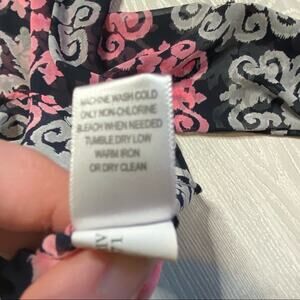 MACHINE WASH COLD
ONLY NON-CHLORINE
BLEACH WHEN NEEDED
TUMBLE DRY LOW
WARM IRON
OR DRY CLEAN